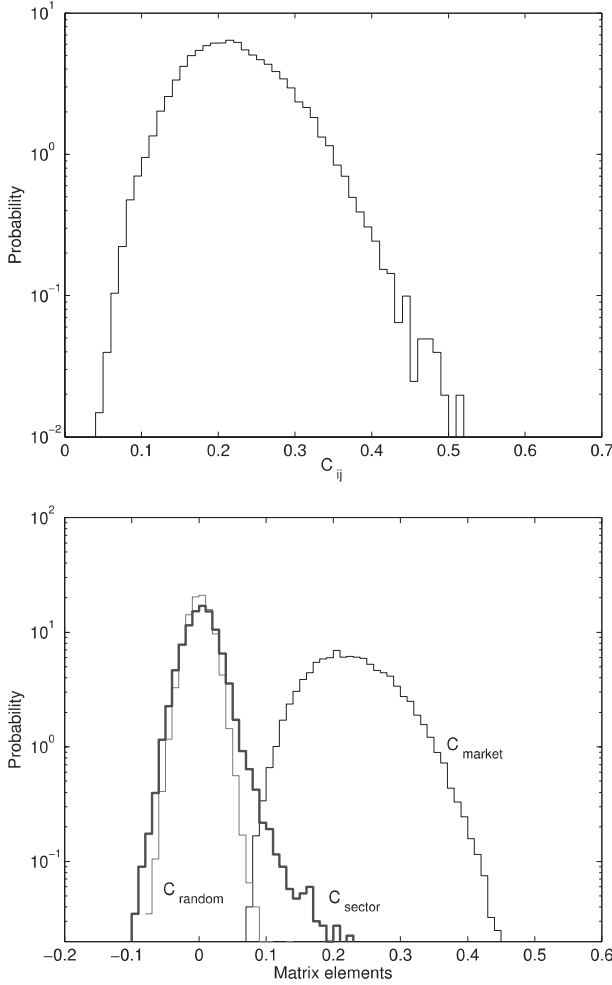 10^1
10^0
10^-1
10^-2
Probability
0 0.1 0.2 0.3 0.4 0.5 0.6 0.7
C_ij
10^2
10^1
10^0
10^-1
Probability
C_market
C_random
C_sector
-0.2 -0.1 0 0.1 0.2 0.3 0.4 0.5 0.6
Matrix elements